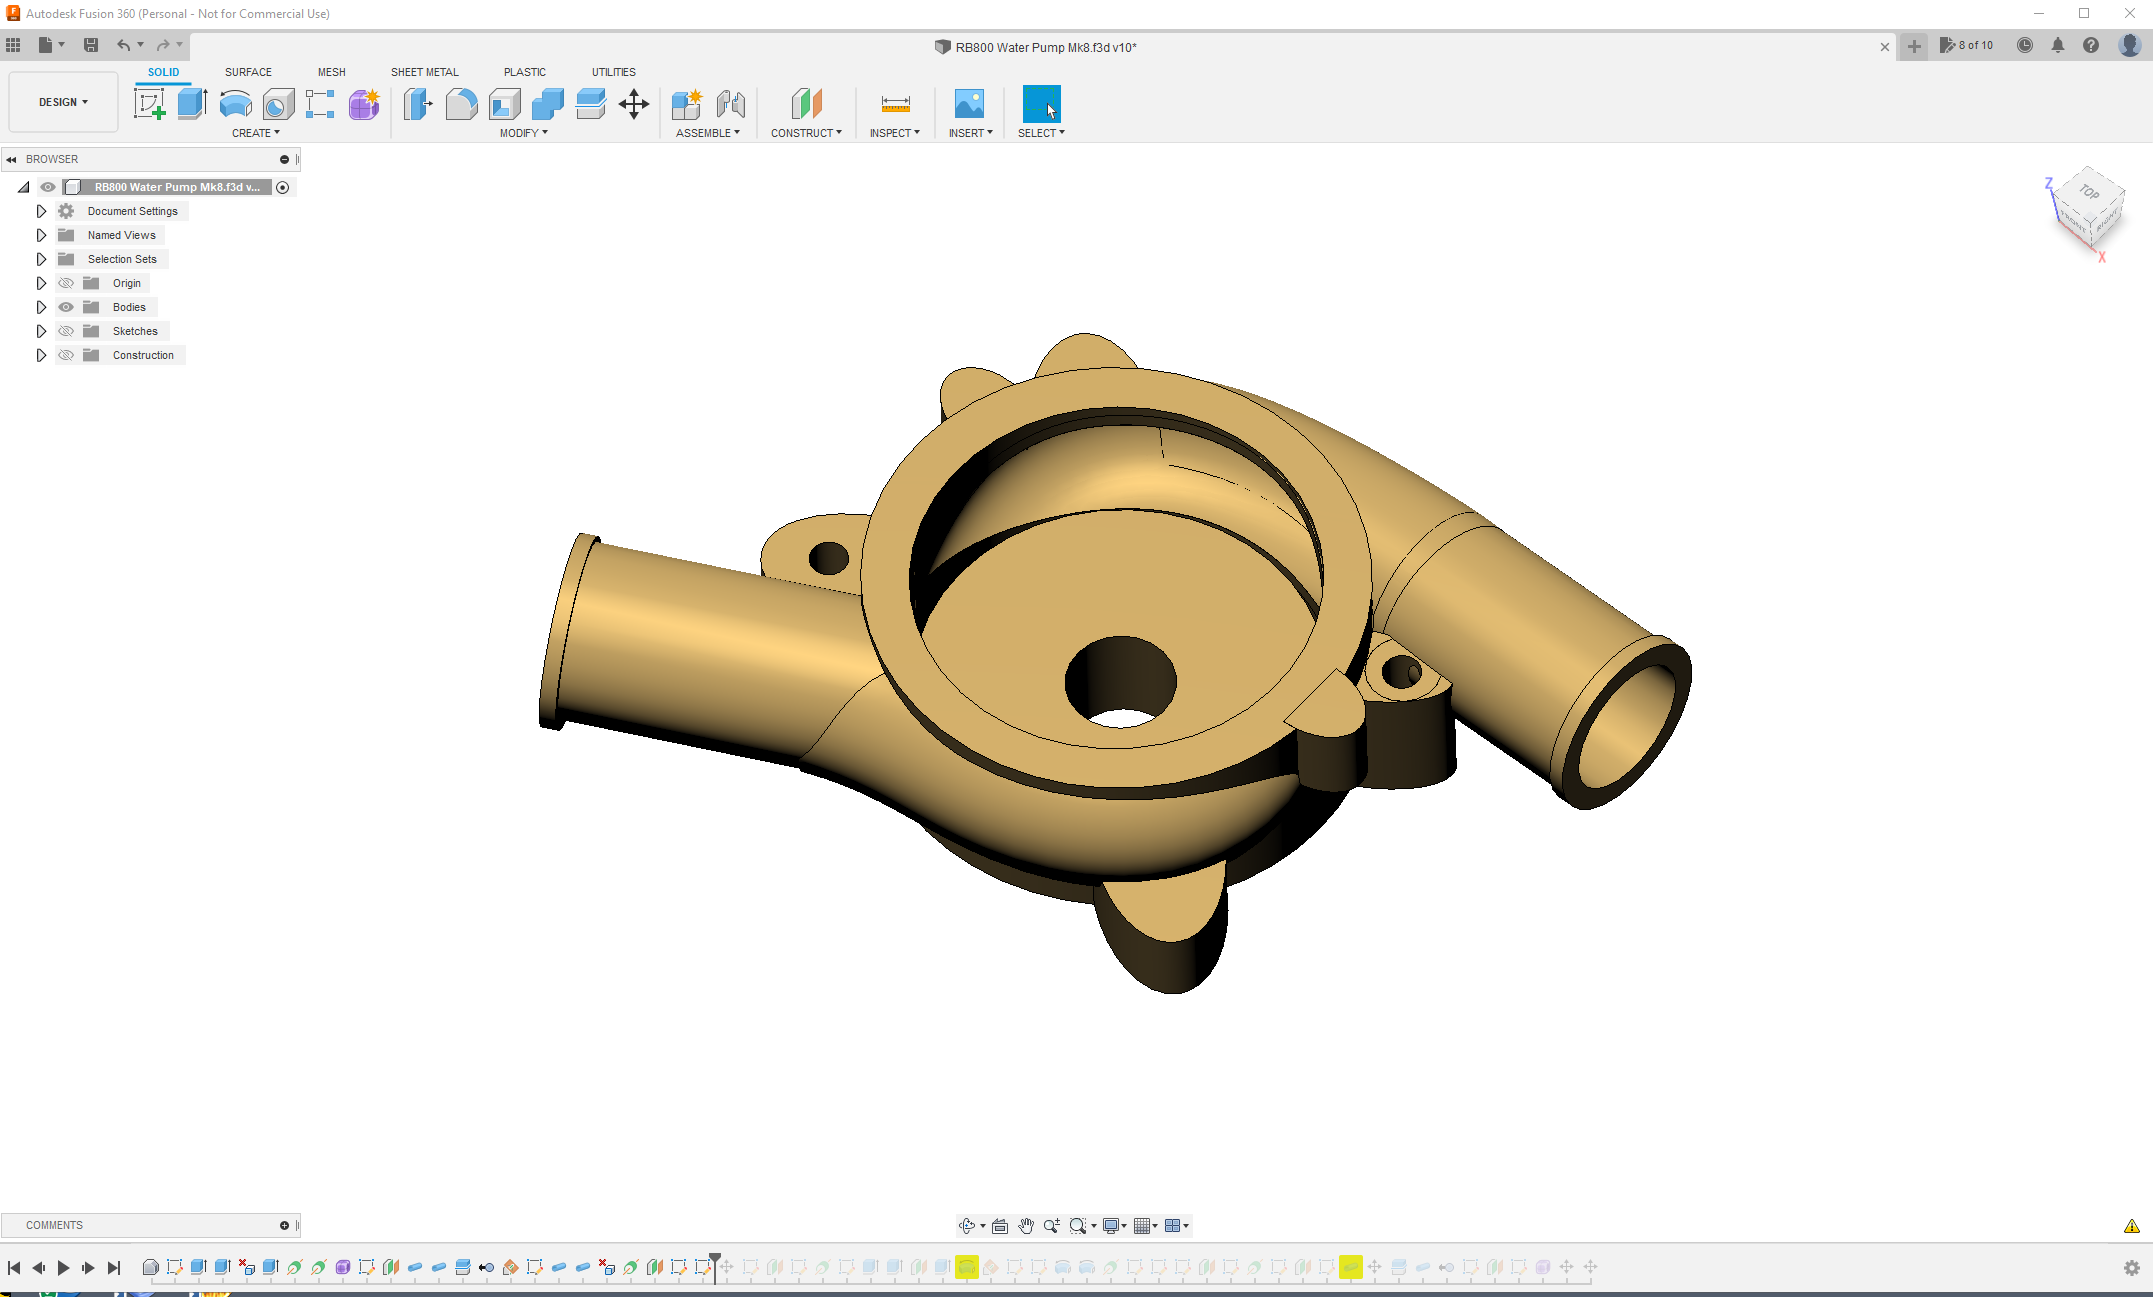 Autodesk Fusion 360 (Personal - Not for Commercial Use)
RB800 Water Pump Mk8.f3d v10*
8 of 10
SOLID SURFACE MESH SHEET METAL PLASTIC UTILITIES
DESIGN
CREATE MODIFY ASSEMBLE CONSTRUCT INSPECT INSERT SELECT
BROWSER
RB800 Water Pump Mk8.f3d v...
Document Settings
Named Views
Selection Sets
Origin
Bodies
Sketches
Construction
Z
TOP
FRONT RIGHT
X
COMMENTS